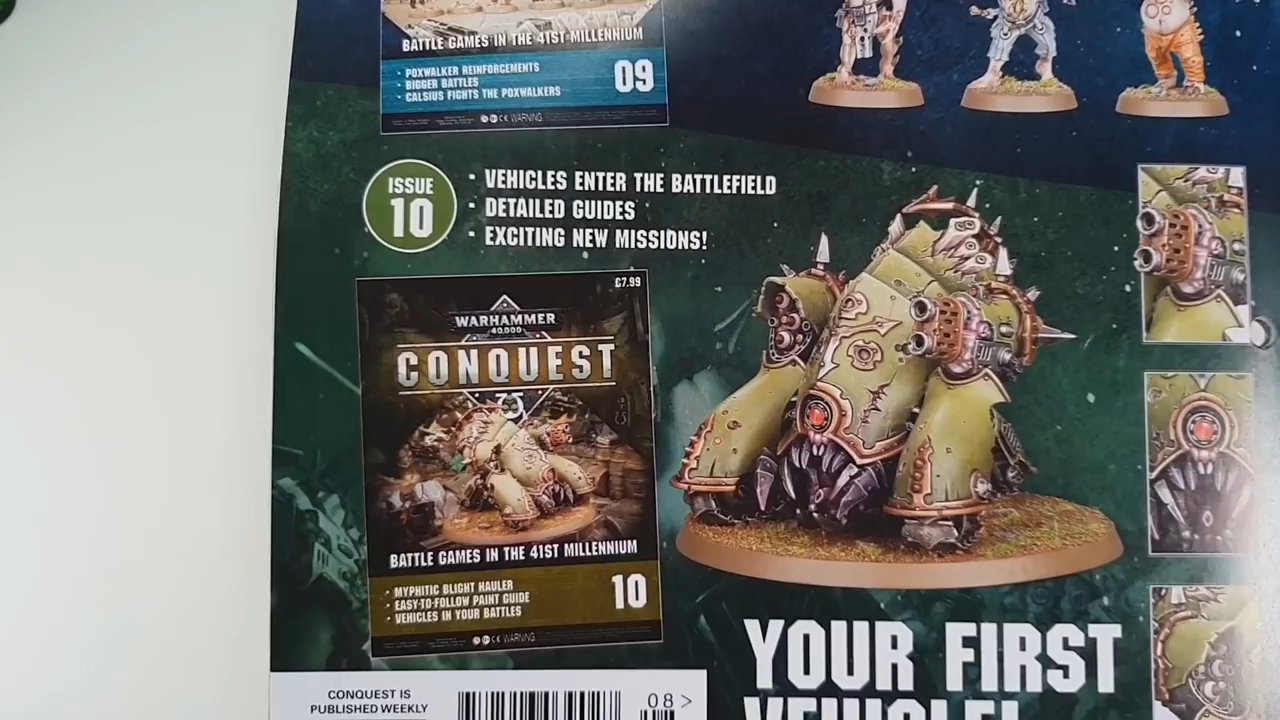 BATTLE GAMES IN THE 41ST MILLENNIUM
· POXWALKER REINFORCEMENTS
· BIGGER BATTLES
· CALSIUS FIGHTS THE POXWALKERS
09
WARNING
ISSUE
10
· VEHICLES ENTER THE BATTLEFIELD
· DETAILED GUIDES
· EXCITING NEW MISSIONS!
£7.99
WARHAMMER
40,000
CONQUEST
BATTLE GAMES IN THE 41ST MILLENNIUM
· MYPHITIC BLIGHT HAULER
· EASY-TO-FOLLOW PAINT GUIDE
· VEHICLES IN YOUR BATTLES
10
WARNING
YOUR FIRST
VEHICLE!
CONQUEST IS
PUBLISHED WEEKLY
08 >